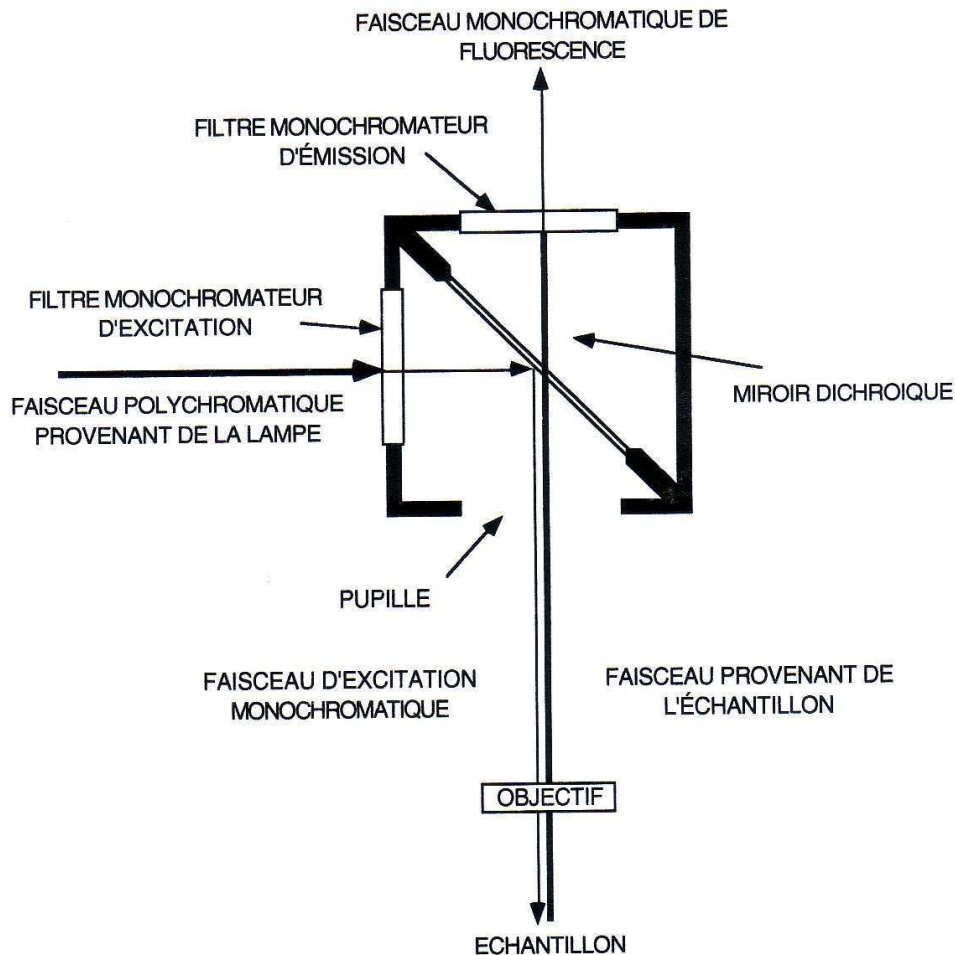 FAISCEAU MONOCHROMATIQUE DE
FLUORESCENCE
FILTRE MONOCHROMATEUR
D'ÉMISSION
FILTRE MONOCHROMATEUR
D'EXCITATION
FAISCEAU POLYCHROMATIQUE
PROVENANT DE LA LAMPE
MIROIR DICHROIQUE
PUPILLE
FAISCEAU D'EXCITATION
MONOCHROMATIQUE
FAISCEAU PROVENANT DE
L'ÉCHANTILLON
OBJECTIF
ECHANTILLON